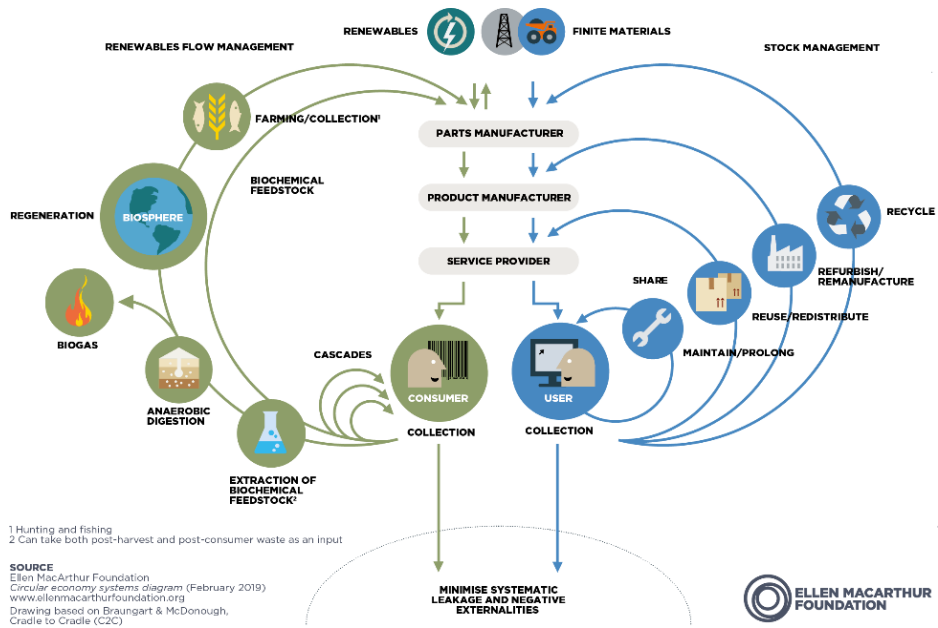 RENEWABLES
FINITE MATERIALS
RENEWABLES FLOW MANAGEMENT
STOCK MANAGEMENT
FARMING/COLLECTION¹
PARTS MANUFACTURER
BIOCHEMICAL
FEEDSTOCK
PRODUCT MANUFACTURER
REGENERATION
BIOSPHERE
RECYCLE
SERVICE PROVIDER
SHARE
REFURBISH/
REMANUFACTURE
REUSE/REDISTRIBUTE
BIOGAS
CASCADES
MAINTAIN/PROLONG
CONSUMER
USER
ANAEROBIC
DIGESTION
COLLECTION
COLLECTION
EXTRACTION OF
BIOCHEMICAL
FEEDSTOCK²
1 Hunting and fishing
2 Can take both post-harvest and post-consumer waste as an input
SOURCE
Ellen MacArthur Foundation
Circular economy systems diagram (February 2019)
www.ellenmacarthurfoundation.org
Drawing based on Braungart & McDonough,
Cradle to Cradle (C2C)
MINIMISE SYSTEMATIC
LEAKAGE AND NEGATIVE
EXTERNALITIES
ELLEN MACARTHUR
FOUNDATION